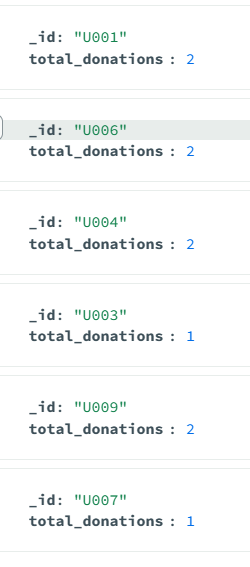 _id: "U001"
total_donations : 2
_id: "U006"
total_donations : 2
_id: "U004"
total_donations : 2
_id: "U003"
total_donations : 1
_id: "U009"
total_donations : 2
_id: "U007"
total_donations : 1